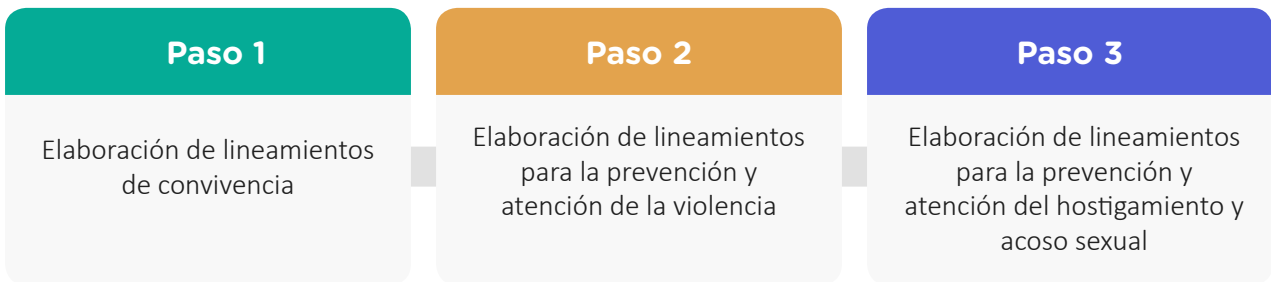 Paso 1
Elaboración de lineamientos
de convivencia
Paso 2
Elaboración de lineamientos
para la prevención y
atención de la violencia
Paso 3
Elaboración de lineamientos
para la prevención y
atención del hostigamiento y
acoso sexual